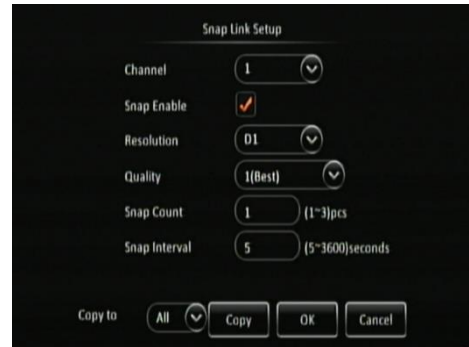 Snap Link Setup
Channel 1
Snap Enable
Resolution D1
Quality 1(Best)
Snap Count 1 (1~3)pcs
Snap Interval 5 (5~3600)seconds
Copy to All Copy OK Cancel